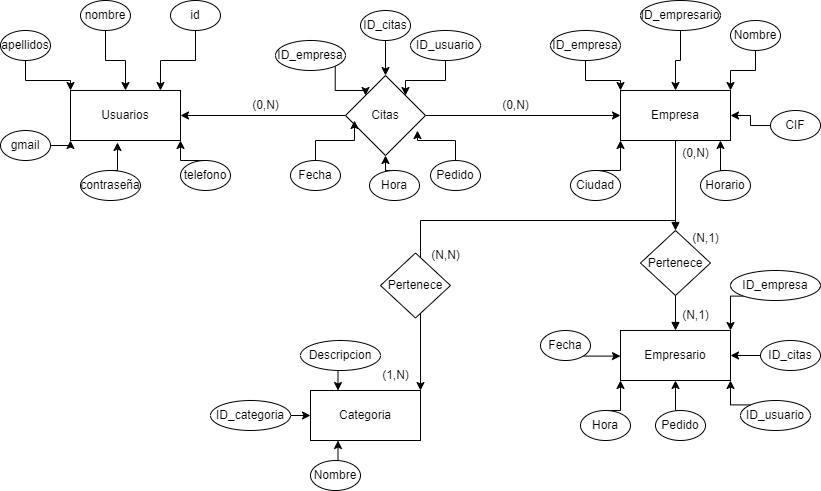 nombre
id
apellidos
Usuarios
gmail
contraseña
telefono
(0,N)
ID_empresa
ID_citas
ID_usuario
Citas
Fecha
Hora
Pedido
(0,N)
ID_empresa
ID_empresario
Nombre
Empresa
CIF
Ciudad
Horario
(0,N)
(N,N)
Pertenece
(N,1)
Pertenece
(N,1)
ID_empresa
Fecha
Empresario
ID_citas
Hora
Pedido
ID_usuario
Descripcion
(1,N)
ID_categoria
Categoria
Nombre